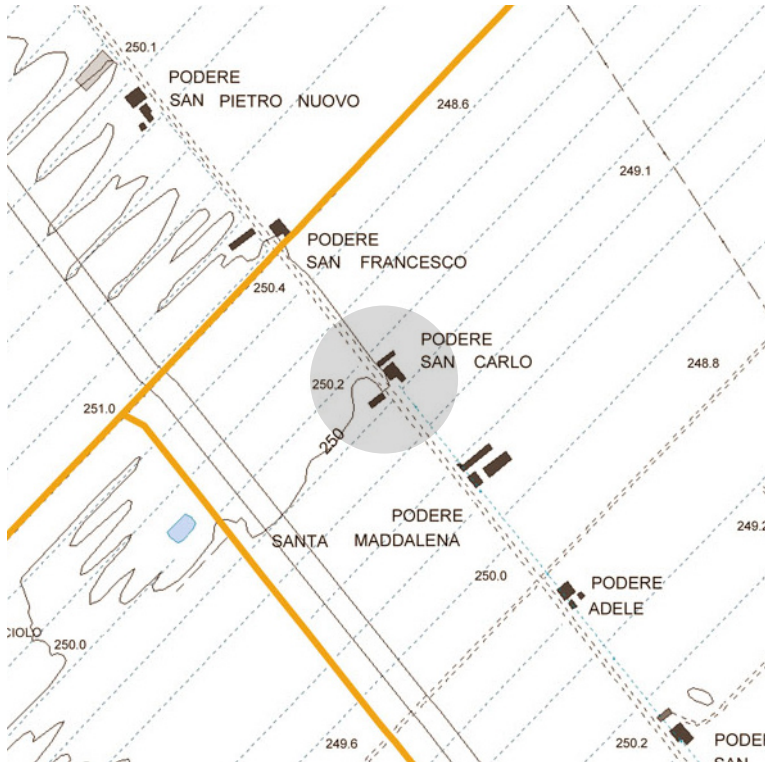 250.1
PODERE
SAN PIETRO NUOVO
248.6
249.1
PODERE
SAN FRANCESCO
250.4
PODERE
SAN CARLO
248.8
250.2
251.0
250
PODERE
SANTA MADDALENA
249.2
250.0
PODERE
ADELE
CIOLO
250.0
249.6
250.2
PODE
SAN